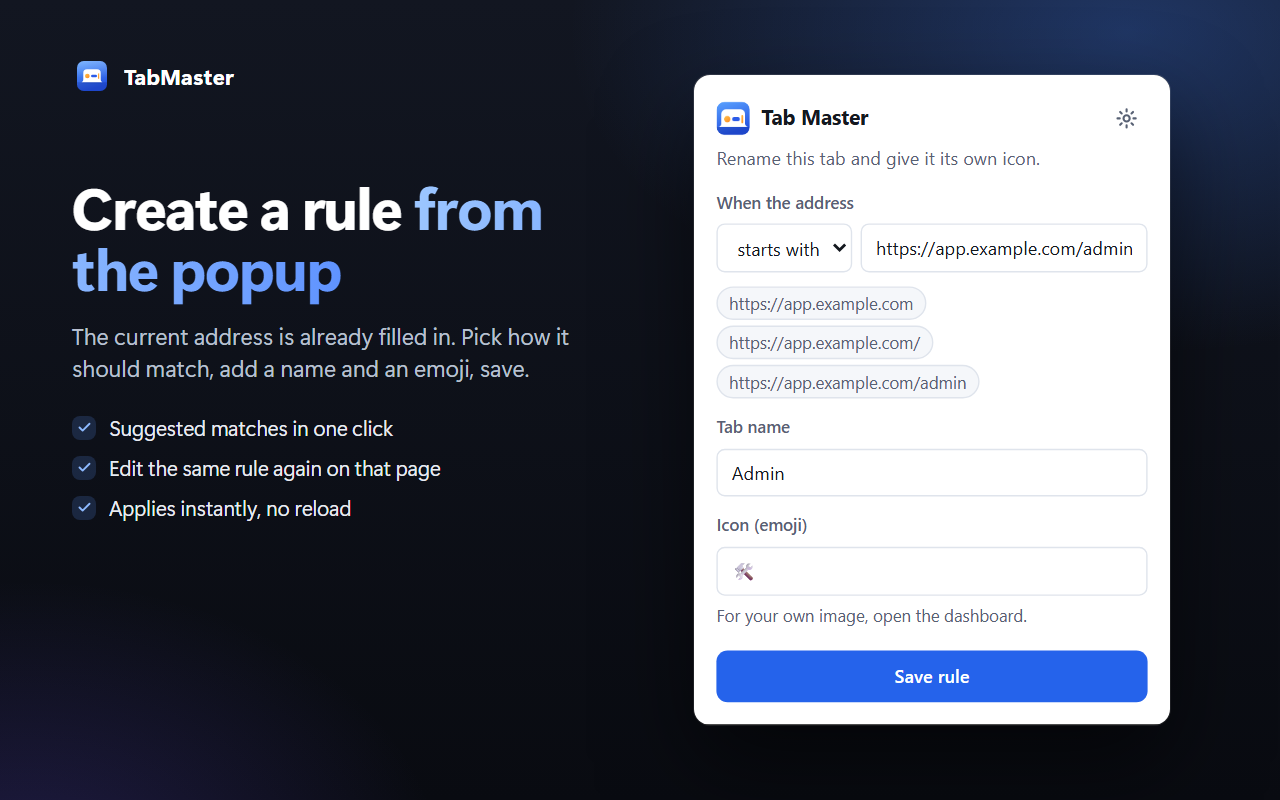 TabMaster
Create a rule from
the popup
The current address is already filled in. Pick how it
should match, add a name and an emoji, save.
Suggested matches in one click
Edit the same rule again on that page
Applies instantly, no reload
Tab Master
Rename this tab and give it its own icon.
When the address
starts with https://app.example.com/admin
https://app.example.com
https://app.example.com/
https://app.example.com/admin
Tab name
Admin
Icon (emoji)
🛠️
For your own image, open the dashboard.
Save rule